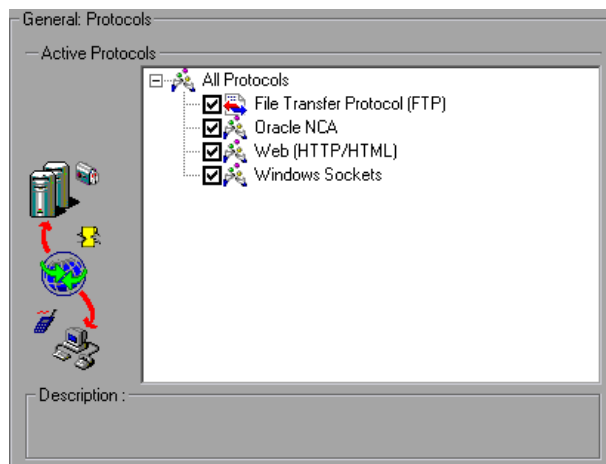 General: Protocols
Active Protocols
All Protocols
File Transfer Protocol (FTP)
Oracle NCA
Web (HTTP/HTML)
Windows Sockets
Description :